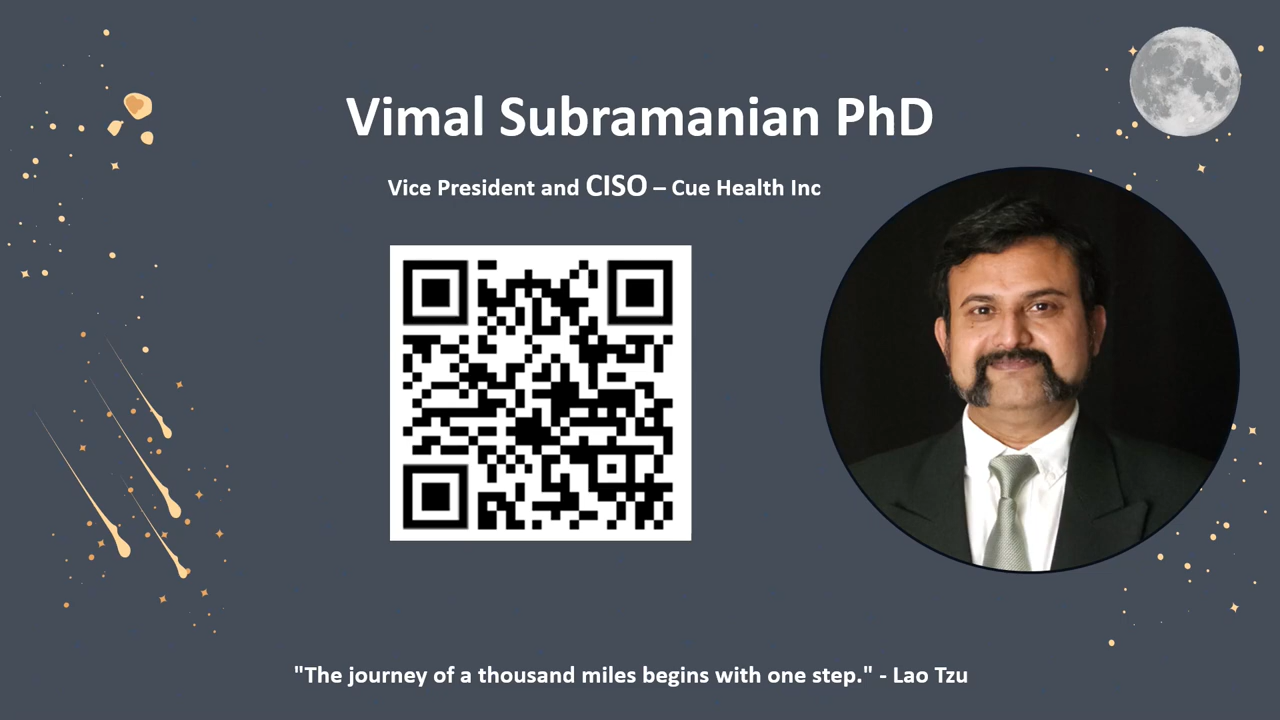 Vimal Subramanian PhD
Vice President and CISO – Cue Health Inc
"The journey of a thousand miles begins with one step." - Lao Tzu